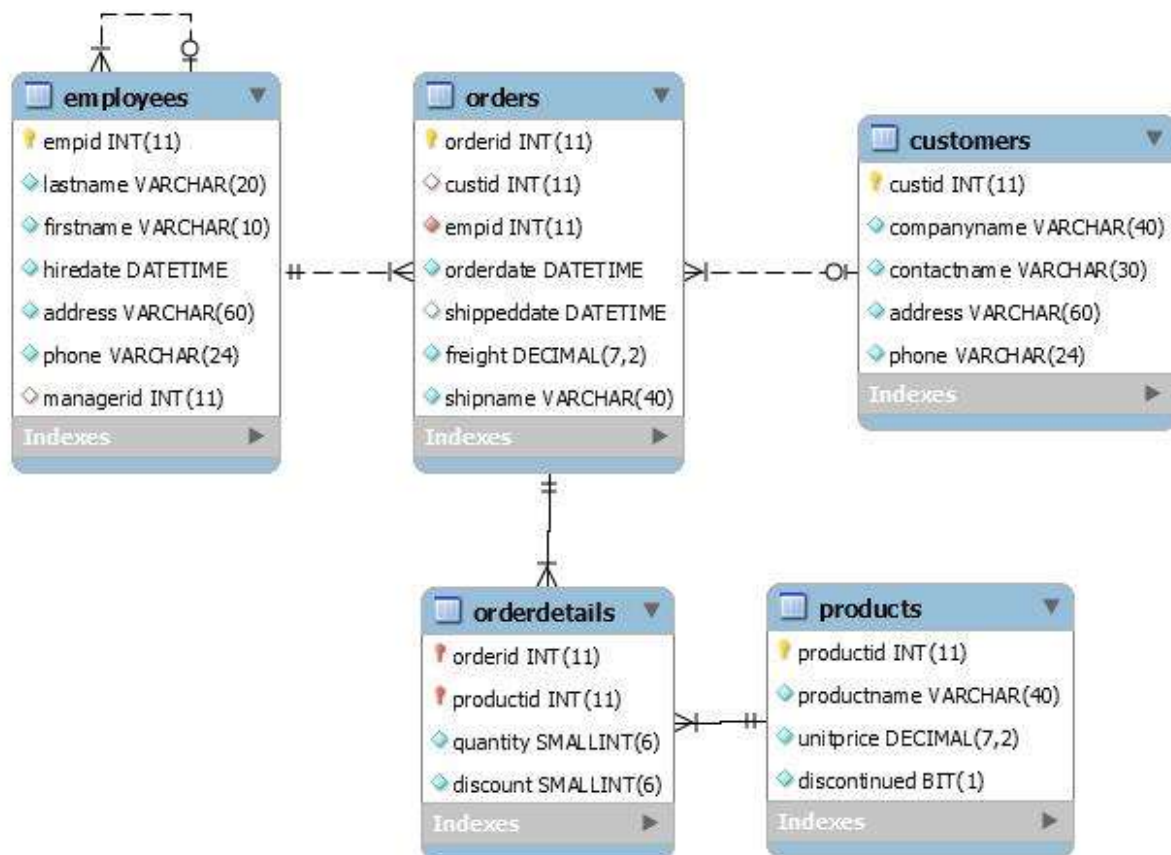 employees
empid INT(11)
lastname VARCHAR(20)
firstname VARCHAR(10)
hiredate DATETIME
address VARCHAR(60)
phone VARCHAR(24)
managerid INT(11)
Indexes
orders
orderid INT(11)
custid INT(11)
empid INT(11)
orderdate DATETIME
shippeddate DATETIME
freight DECIMAL(7,2)
shipname VARCHAR(40)
Indexes
customers
custid INT(11)
companyname VARCHAR(40)
contactname VARCHAR(30)
address VARCHAR(60)
phone VARCHAR(24)
Indexes
orderdetails
orderid INT(11)
productid INT(11)
quantity SMALLINT(6)
discount SMALLINT(6)
Indexes
products
productid INT(11)
productname VARCHAR(40)
unitprice DECIMAL(7,2)
discontinued BIT(1)
Indexes